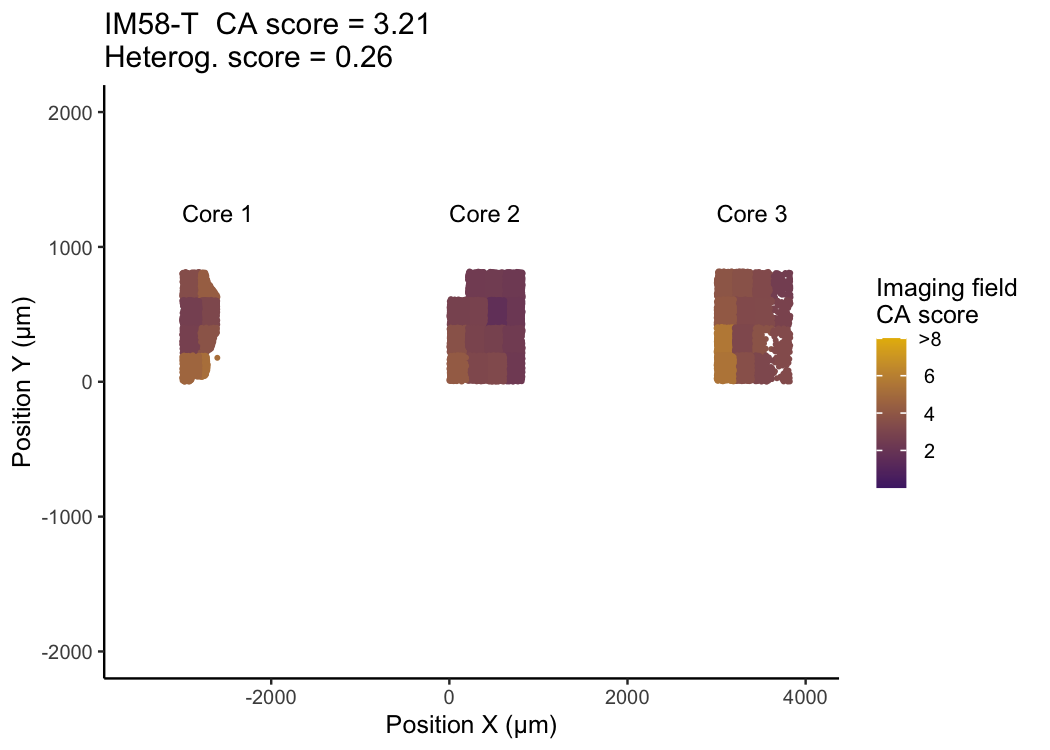 IM58-T  CA score = 3.21
Heterog. score = 0.26
2000
1000
0
-1000
-2000
Position Y (μm)
Core 1
Core 2
Core 3
-2000
0
2000
4000
Position X (μm)
Imaging field
CA score
>8
6
4
2